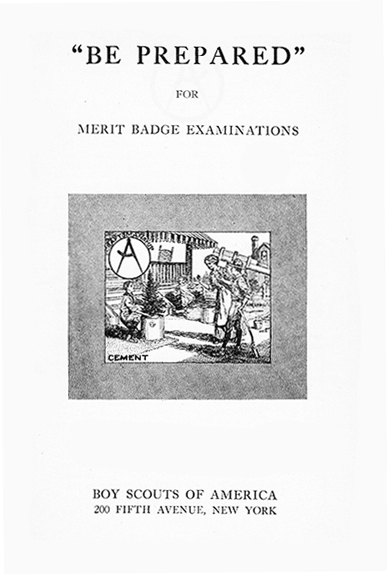 “BE PREPARED”
FOR
MERIT BADGE EXAMINATIONS
A
CEMENT
BOY SCOUTS OF AMERICA
200 FIFTH AVENUE, NEW YORK